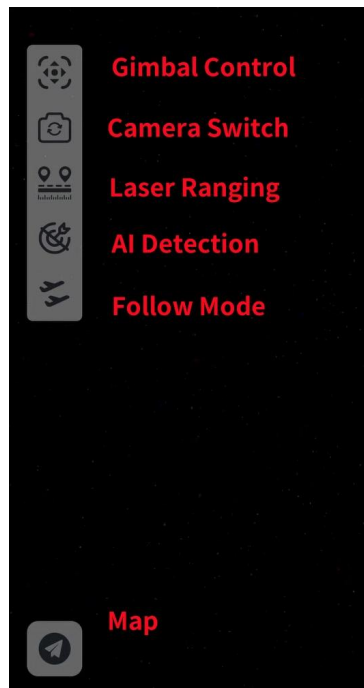 Gimbal Control
Camera Switch
Laser Ranging
AI Detection
Follow Mode
Map